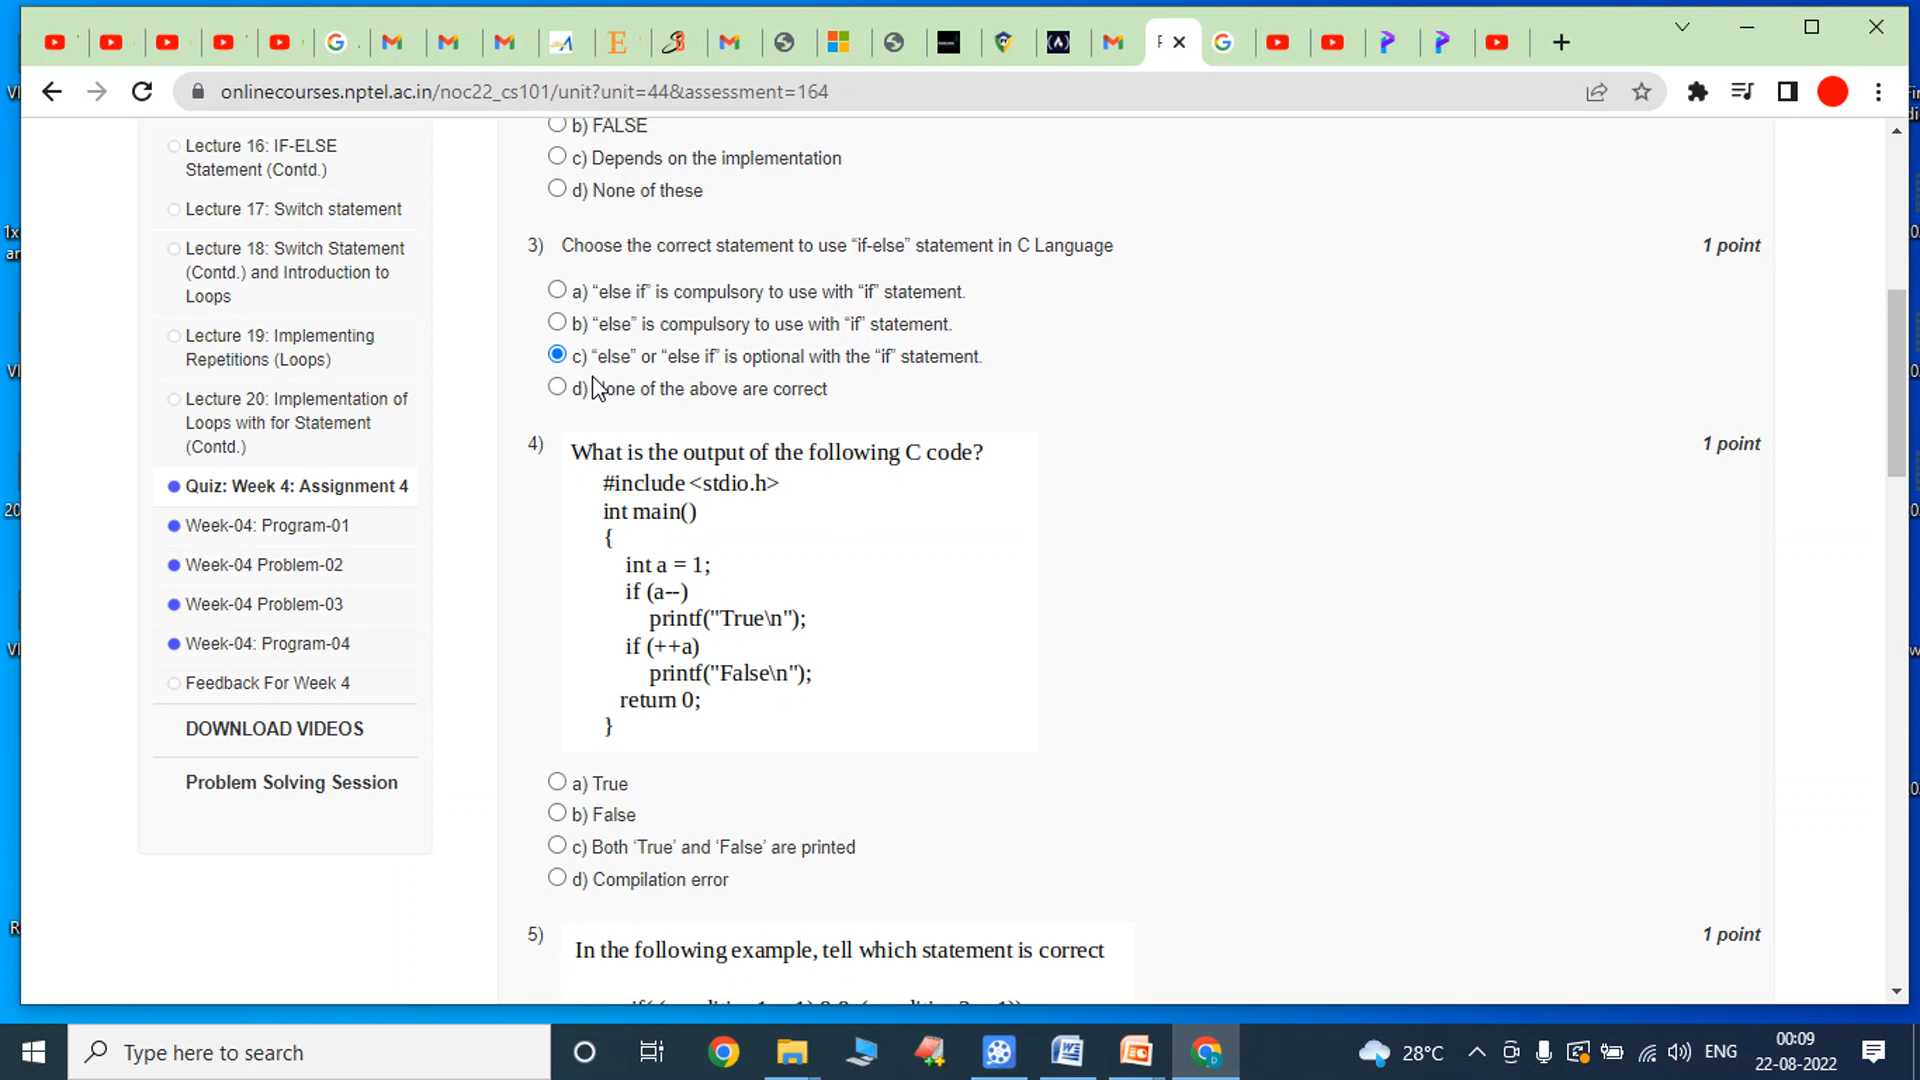 onlinecourses.nptel.ac.in/noc22_cs101/unit?unit=44&assessment=164
Lecture 16: IF-ELSE
Statement (Contd.)
Lecture 17: Switch statement
Lecture 18: Switch Statement
(Contd.) and Introduction to
Loops
Lecture 19: Implementing
Repetitions (Loops)
Lecture 20: Implementation of
Loops with for Statement
(Contd.)
Quiz: Week 4: Assignment 4
Week-04: Program-01
Week-04 Problem-02
Week-04 Problem-03
Week-04: Program-04
Feedback For Week 4
DOWNLOAD VIDEOS
Problem Solving Session
b) FALSE
c) Depends on the implementation
d) None of these
3) Choose the correct statement to use “if-else” statement in C Language 1 point
a) “else if” is compulsory to use with “if” statement.
b) “else” is compulsory to use with “if” statement.
c) “else” or “else if” is optional with the “if” statement.
d) None of the above are correct
4) What is the output of the following C code? 1 point
#include <stdio.h>
int main()
{
int a = 1;
if (a--)
printf("True\n");
if (++a)
printf("False\n");
return 0;
}
a) True
b) False
c) Both ‘True’ and ‘False’ are printed
d) Compilation error
5) In the following example, tell which statement is correct 1 point
Type here to search
28°C
ENG
00:09
22-08-2022